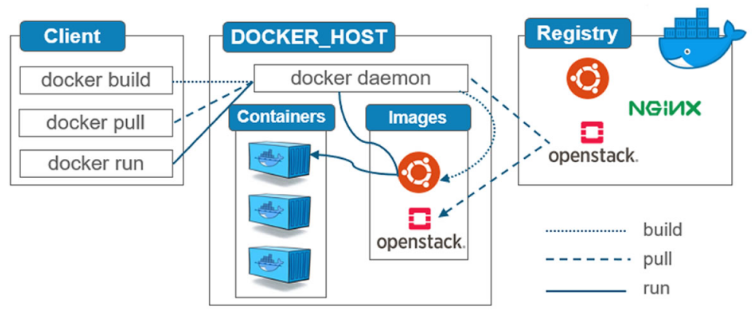 Client
docker build
docker pull
docker run
DOCKER_HOST
docker daemon
Containers
Images
openstack.
Registry
NGINX
openstack.
build
pull
run